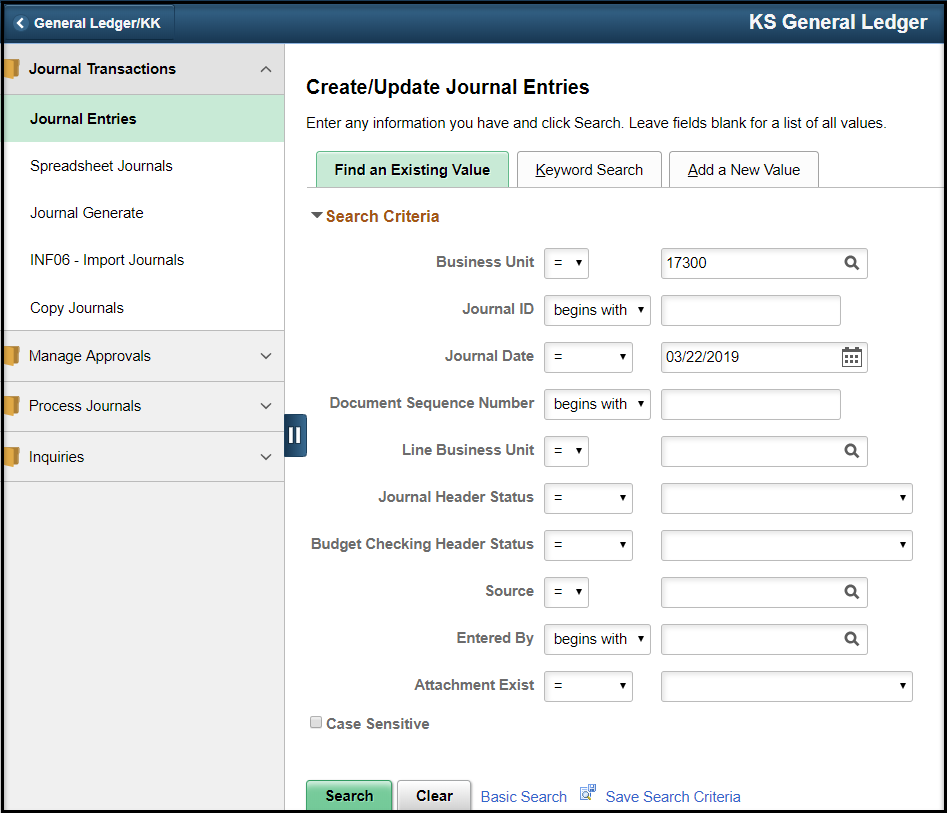 General Ledger/KK
KS General Ledger
Journal Transactions
Journal Entries
Spreadsheet Journals
Journal Generate
INF06 - Import Journals
Copy Journals
Manage Approvals
Process Journals
Inquiries
Create/Update Journal Entries
Enter any information you have and click Search. Leave fields blank for a list of all values.
Find an Existing Value Keyword Search Add a New Value
Search Criteria
Business Unit = 17300
Journal ID begins with
Journal Date = 03/22/2019
Document Sequence Number begins with
Line Business Unit =
Journal Header Status =
Budget Checking Header Status =
Source =
Entered By begins with
Attachment Exist =
Case Sensitive
Search Clear Basic Search Save Search Criteria